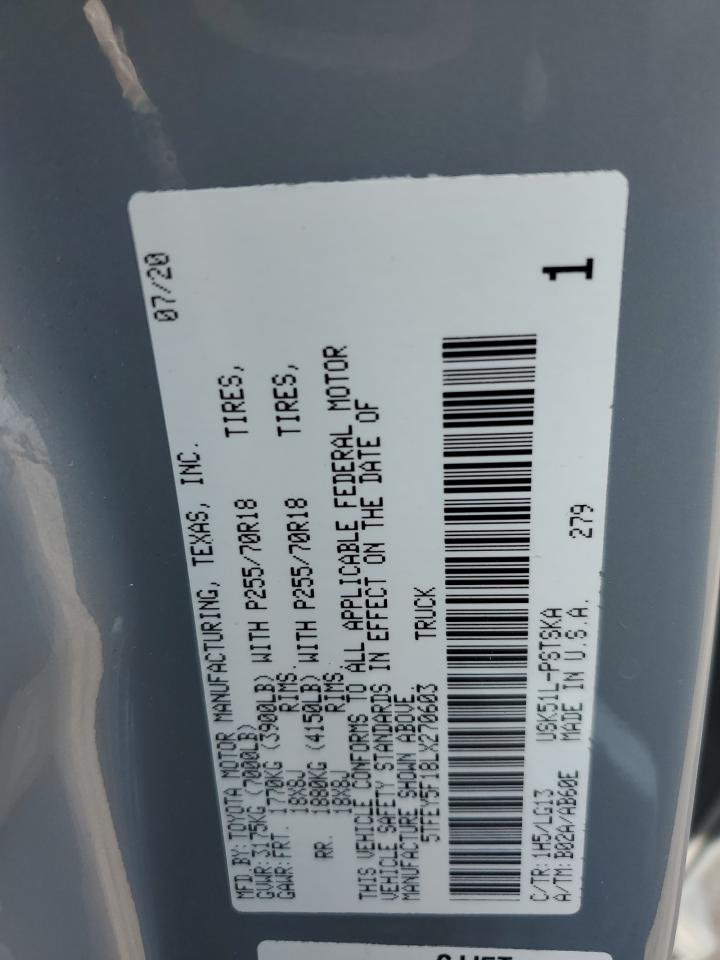 MFD BY: TOYOTA MOTOR MANUFACTURING, TEXAS, INC. 07/20
GVWR: 3175KG (7000LB)
GAWR: FRT. 1770KG (3900LB) WITH P255/70R18 TIRES,
18X8J RIMS.
RR. 1880KG (4150LB) WITH P255/70R18 TIRES,
18X8J RIMS
THIS VEHICLE CONFORMS TO ALL APPLICABLE FEDERAL MOTOR
VEHICLE SAFETY STANDARDS IN EFFECT ON THE DATE OF
MANUFACTURE SHOWN ABOVE
5TFEY5F18LX270603 TRUCK
1
C/TR: 1H5/LG13 USK51L-PSTSKA 279
A/TM: B02A/AB60E MADE IN U.S.A.